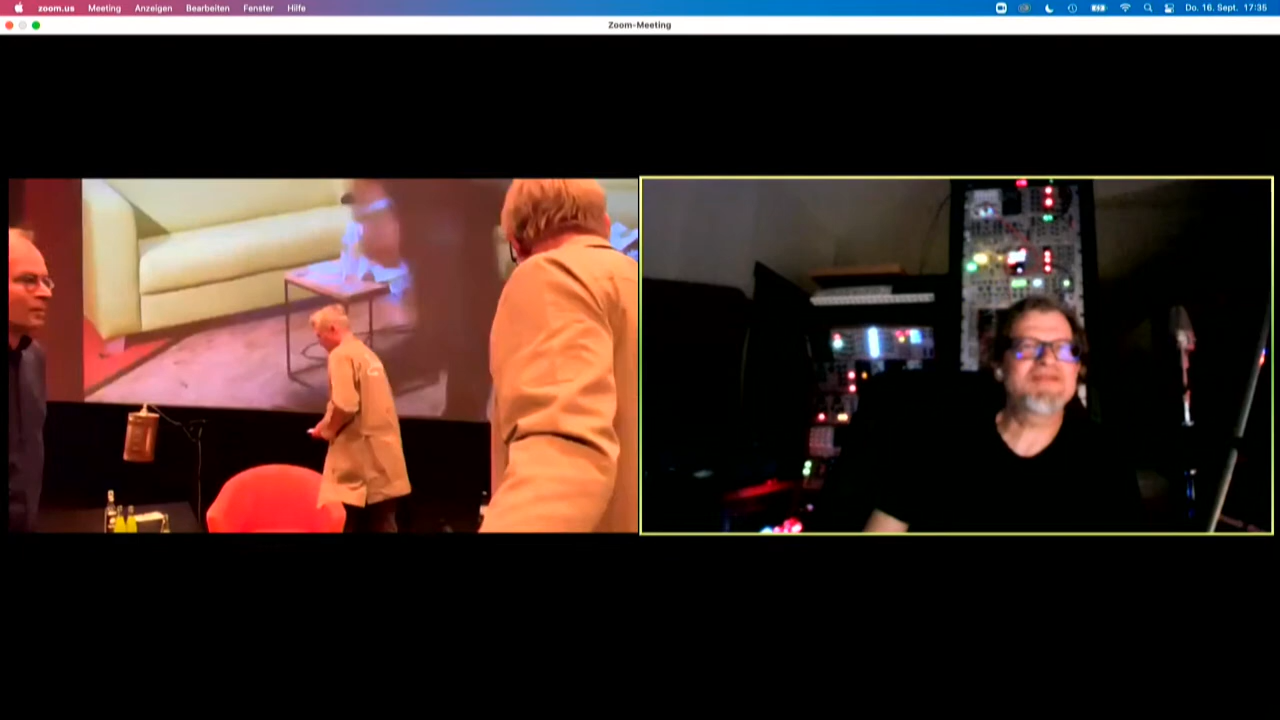 zoom.us Meeting Anzeigen Bearbeiten Fenster Hilfe Do. 16. Sept. 17:35
Zoom-Meeting